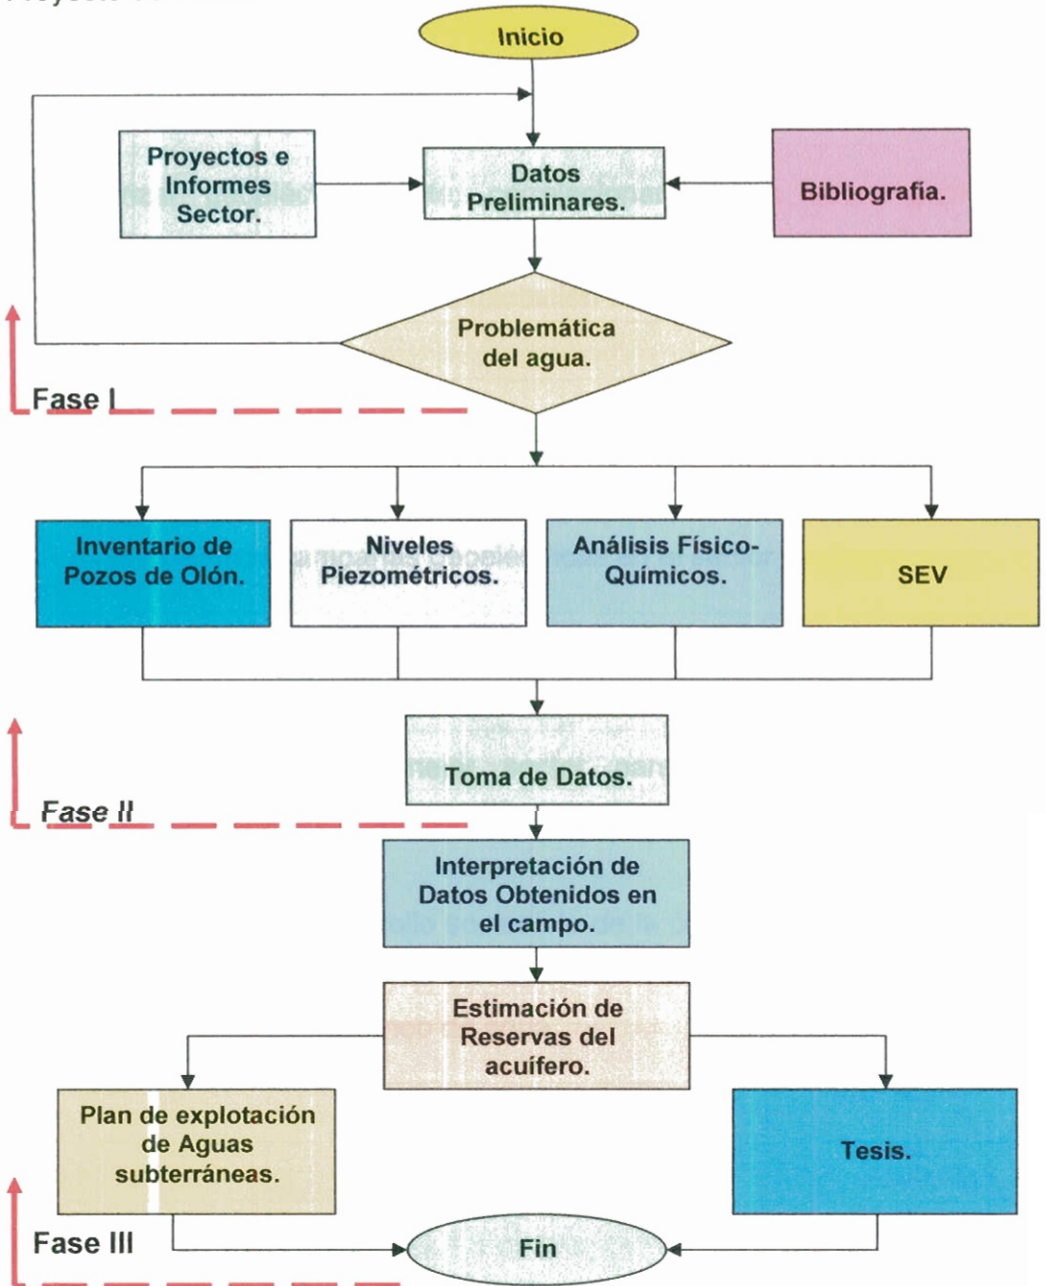 Inicio
Proyectos e
Informes
Sector.
Datos
Preliminares.
Bibliografía.
Problemática
del agua.
Fase I
Inventario de
Pozos de Olón.
Niveles
Piezométricos.
Análisis Físico-
Químicos.
SEV
Toma de Datos.
Fase II
Interpretación de
Datos Obtenidos en
el campo.
Estimación de
Reservas del
acuífero.
Plan de explotación
de Aguas
subterráneas.
Tesis.
Fase III
Fin